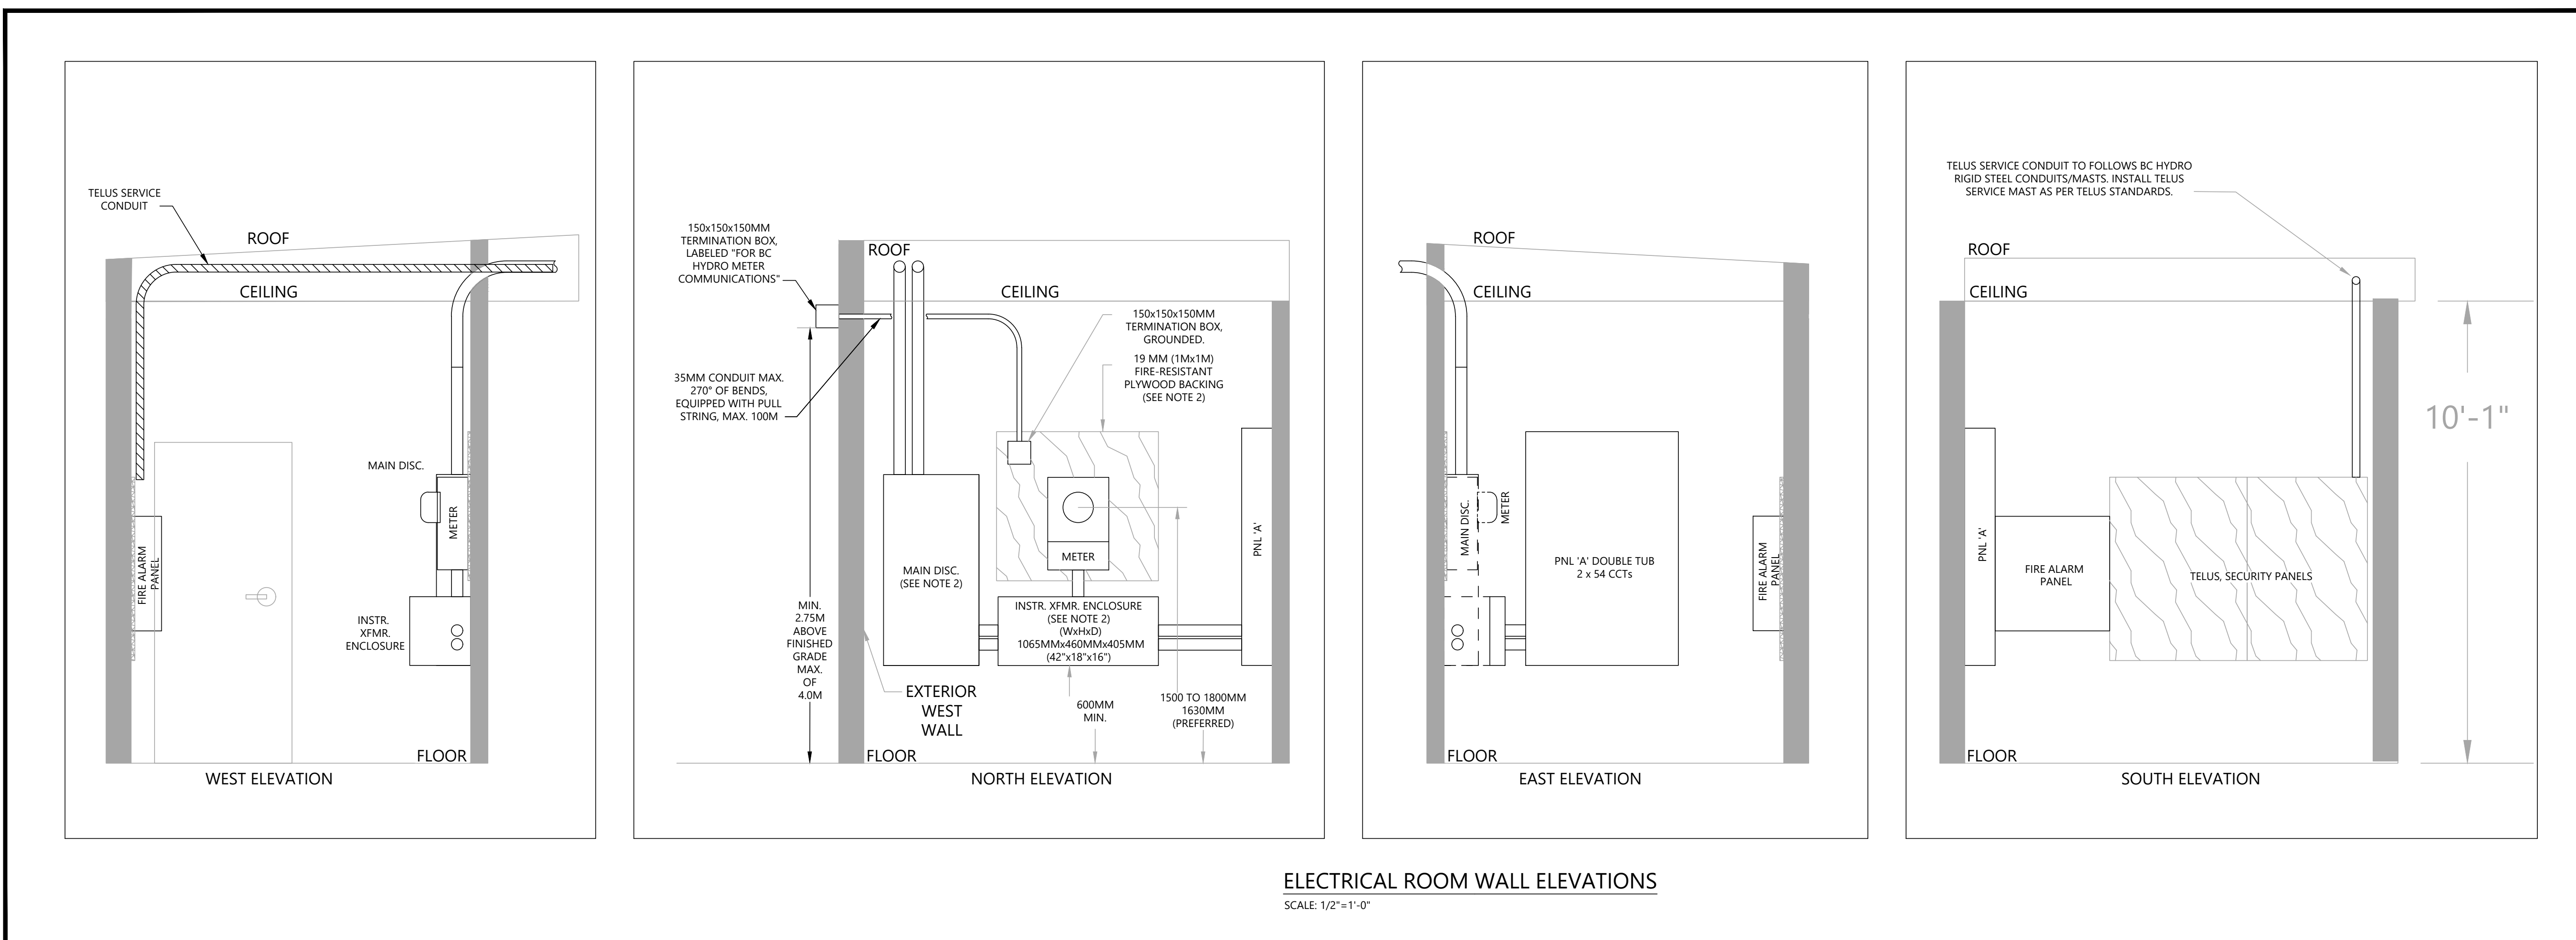 TELUS SERVICE
CONDUIT
ROOF
CEILING
MAIN DISC.
METER
FIRE ALARM
PANEL
INSTR.
XFMR.
ENCLOSURE
FLOOR
WEST ELEVATION
150x150x150MM
TERMINATION BOX,
LABELED "FOR BC
HYDRO METER
COMMUNICATIONS"
ROOF
CEILING
35MM CONDUIT MAX.
270° OF BENDS,
EQUIPPED WITH PULL
STRING, MAX. 100M
150x150x150MM
TERMINATION BOX,
GROUNDED.
19 MM (1Mx1M)
FIRE-RESISTANT
PLYWOOD BACKING
(SEE NOTE 2)
PNL 'A'
METER
MAIN DISC.
(SEE NOTE 2)
INSTR. XFMR. ENCLOSURE
(SEE NOTE 2)
(WxHxD)
1065MMx460MMx405MM
(42"x18"x16")
MIN.
2.75M
ABOVE
FINISHED
GRADE
MAX.
OF
4.0M
EXTERIOR
WEST
WALL
600MM
MIN.
1500 TO 1800MM
1630MM
(PREFERRED)
FLOOR
NORTH ELEVATION
ROOF
CEILING
MAIN DISC.
METER
PNL 'A' DOUBLE TUB
2 x 54 CCTs
FIRE ALARM
PANEL
FLOOR
EAST ELEVATION
TELUS SERVICE CONDUIT TO FOLLOWS BC HYDRO
RIGID STEEL CONDUITS/MASTS. INSTALL TELUS
SERVICE MAST AS PER TELUS STANDARDS.
ROOF
CEILING
10'-1"
PNL 'A'
FIRE ALARM
PANEL
TELUS, SECURITY PANELS
FLOOR
SOUTH ELEVATION
ELECTRICAL ROOM WALL ELEVATIONS
SCALE: 1/2"=1'-0"